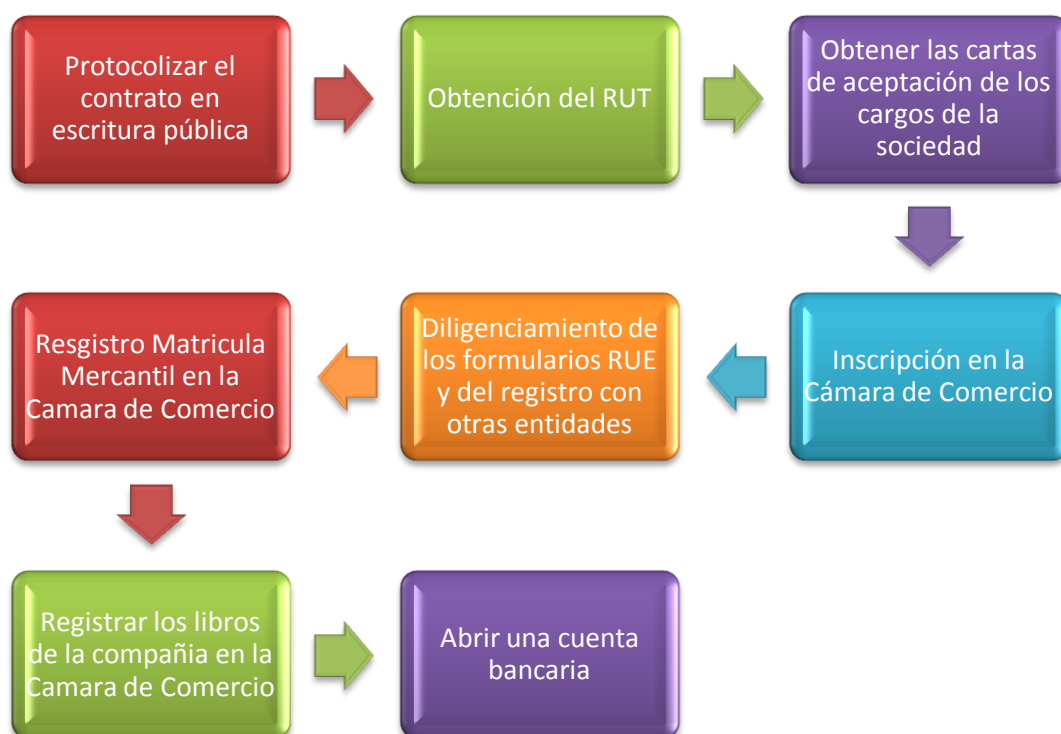 Protocolizar el
contrato en
escritura pública
Obtención del RUT
Obtener las cartas
de aceptación de los
cargos de la
sociedad
Inscripción en la
Cámara de Comercio
Diligenciamiento de
los formularios RUE
y del registro con
otras entidades
Resgistro Matricula
Mercantil en la
Camara de Comercio
Registrar los libros
de la compañia en la
Camara de Comercio
Abrir una cuenta
bancaria